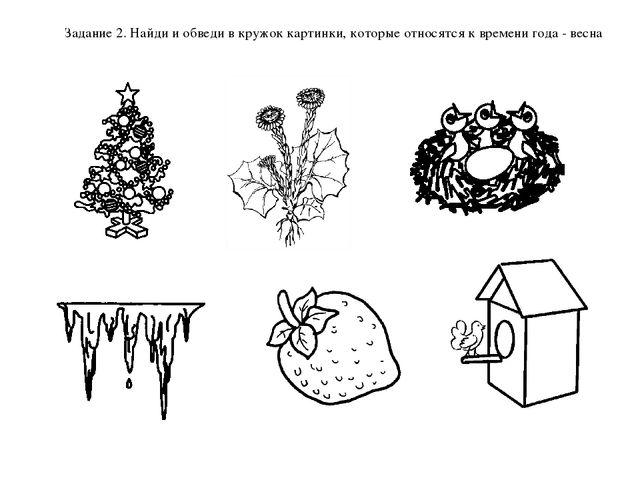 Задание 2. Найди и обведи в кружок картинки, которые относятся к времени года - весна